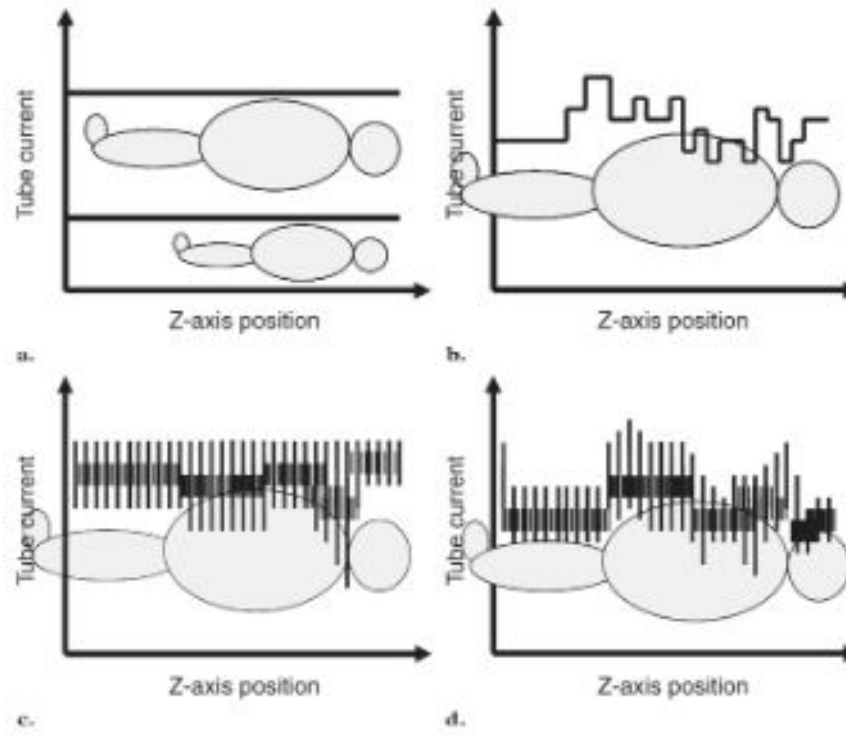 Tube current
Z-axis position
a.
Tube current
Z-axis position
b.
Tube current
Z-axis position
c.
Tube current
Z-axis position
d.